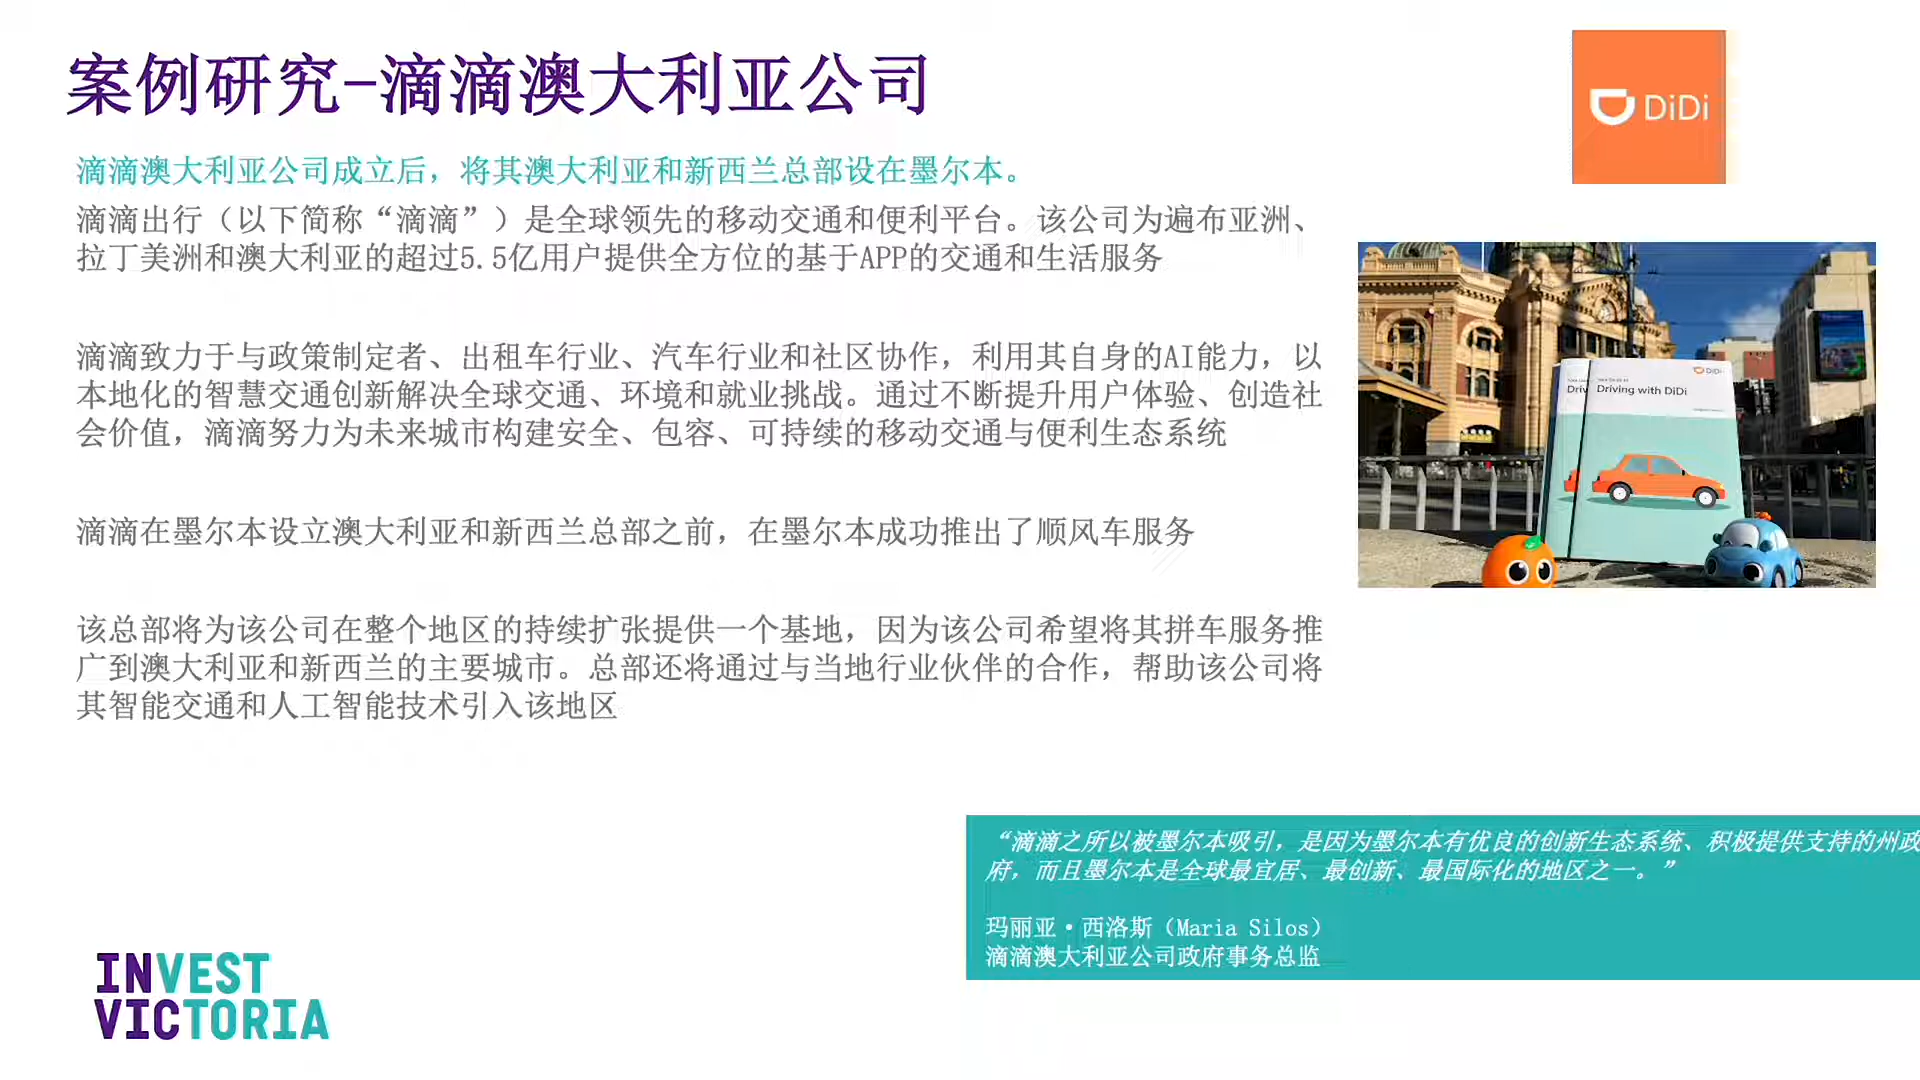 案例研究-滴滴澳大利亚公司
DiDi
滴滴澳大利亚公司成立后，将其澳大利亚和新西兰总部设在墨尔本。
滴滴出行（以下简称“滴滴”）是全球领先的移动交通和便利平台。该公司为遍布亚洲、
拉丁美洲和澳大利亚的超过5.5亿用户提供全方位的基于APP的交通和生活服务
滴滴致力于与政策制定者、出租车行业、汽车行业和社区协作，利用其自身的AI能力，以
本地化的智慧交通创新解决全球交通、环境和就业挑战。通过不断提升用户体验、创造社
会价值，滴滴努力为未来城市构建安全、包容、可持续的移动交通与便利生态系统
滴滴在墨尔本设立澳大利亚和新西兰总部之前，在墨尔本成功推出了顺风车服务
该总部将为该公司在整个地区的持续扩张提供一个基地，因为该公司希望将其拼车服务推
广到澳大利亚和新西兰的主要城市。总部还将通过与当地行业伙伴的合作，帮助该公司将
其智能交通和人工智能技术引入该地区
DiDi
Driv
Driving with DiDi
“滴滴之所以被墨尔本吸引，是因为墨尔本有优良的创新生态系统、积极提供支持的州政
府，而且墨尔本是全球最宜居、最创新、最国际化的地区之一。”
玛丽亚·西洛斯（Maria Silos）
滴滴澳大利亚公司政府事务总监
INVEST
VICTORIA